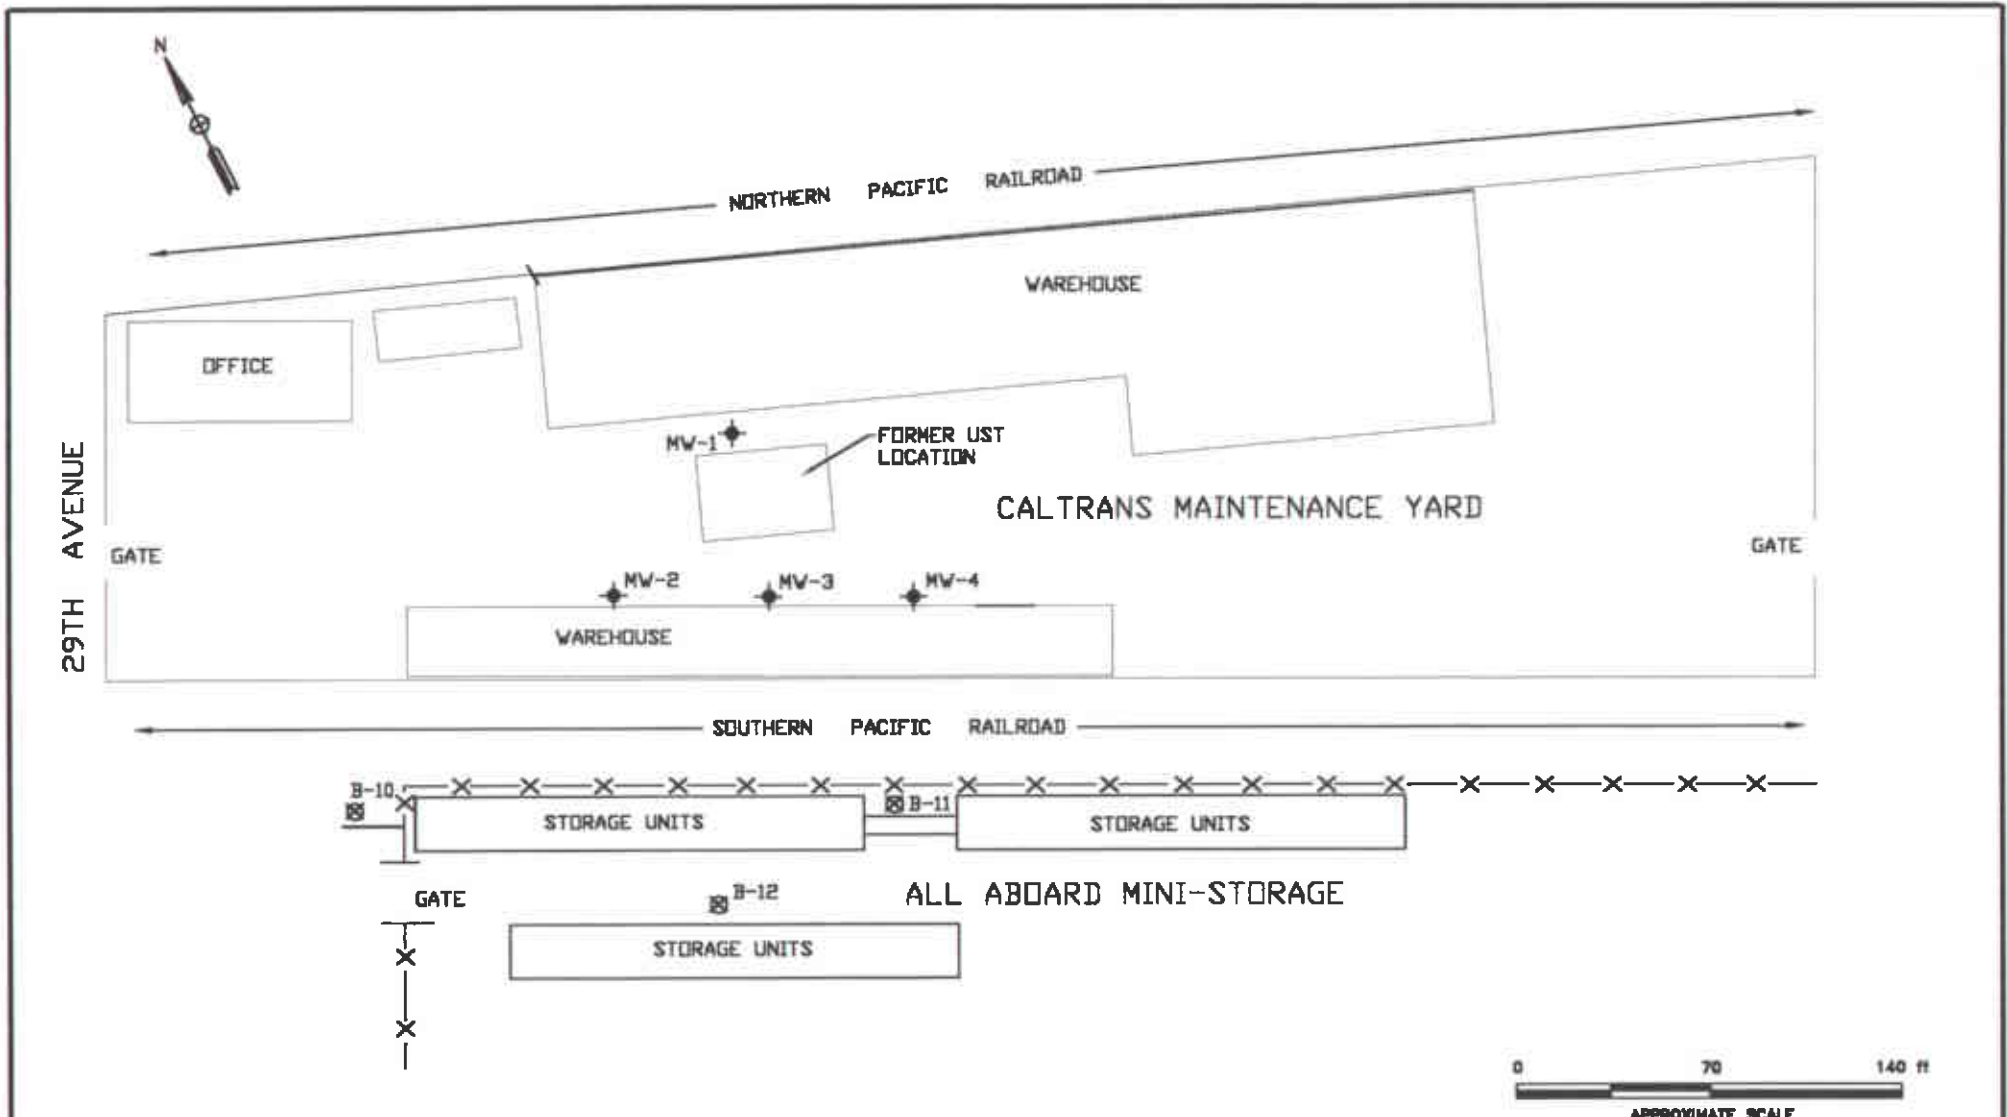 N
NORTHERN PACIFIC RAILROAD
WAREHOUSE
OFFICE
MW-1
FORMER UST
LOCATION
29TH AVENUE
CALTRANS MAINTENANCE YARD
GATE
GATE
MW-2
MW-3
MW-4
WAREHOUSE
SOUTHERN PACIFIC RAILROAD
B-10
B-11
STORAGE UNITS
STORAGE UNITS
GATE
B-12
ALL ABOARD MINI-STORAGE
STORAGE UNITS
0 70 140 ft
APPROXIMATE SCALE